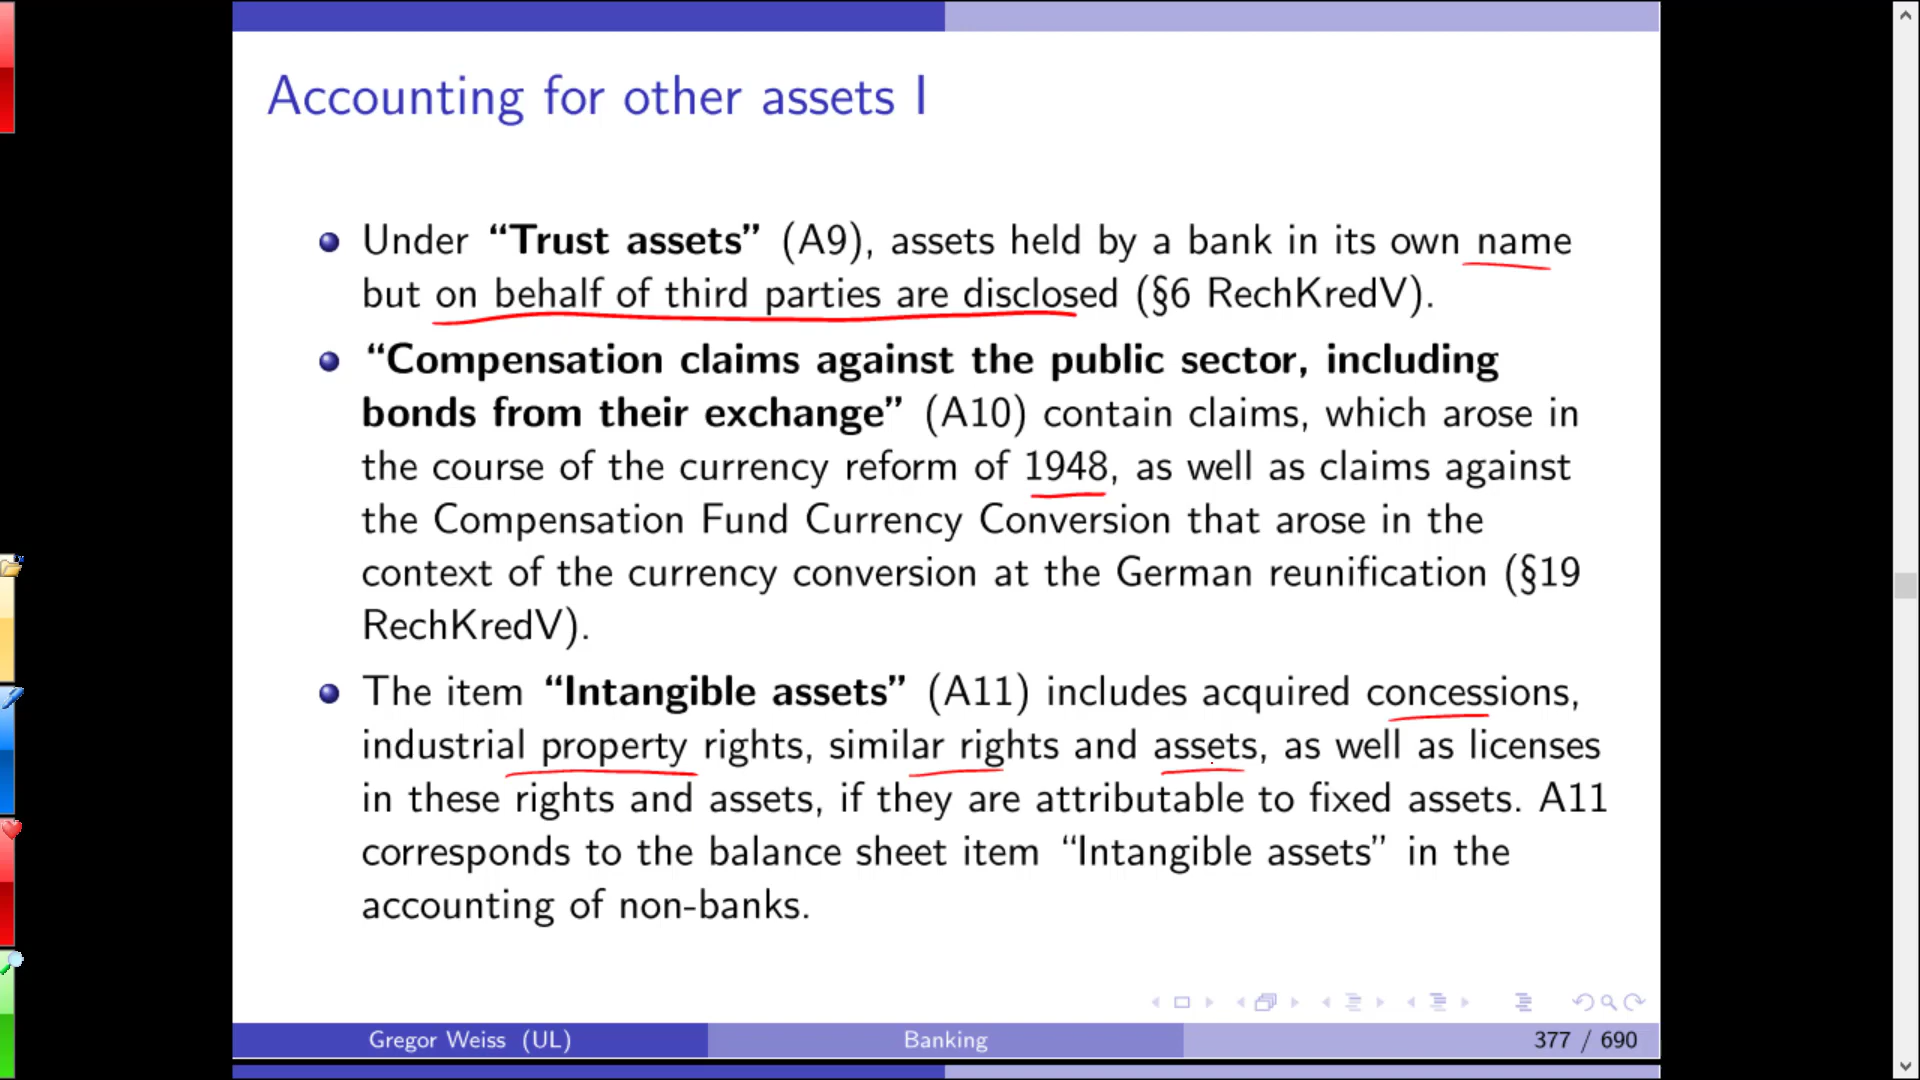 Accounting for other assets I
Under “Trust assets” (A9), assets held by a bank in its own name
but on behalf of third parties are disclosed (§6 RechKredV).
“Compensation claims against the public sector, including
bonds from their exchange” (A10) contain claims, which arose in
the course of the currency reform of 1948, as well as claims against
the Compensation Fund Currency Conversion that arose in the
context of the currency conversion at the German reunification (§19
RechKredV).
The item “Intangible assets” (A11) includes acquired concessions,
industrial property rights, similar rights and assets, as well as licenses
in these rights and assets, if they are attributable to fixed assets. A11
corresponds to the balance sheet item “Intangible assets” in the
accounting of non-banks.
Gregor Weiss (UL) Banking 377 / 690